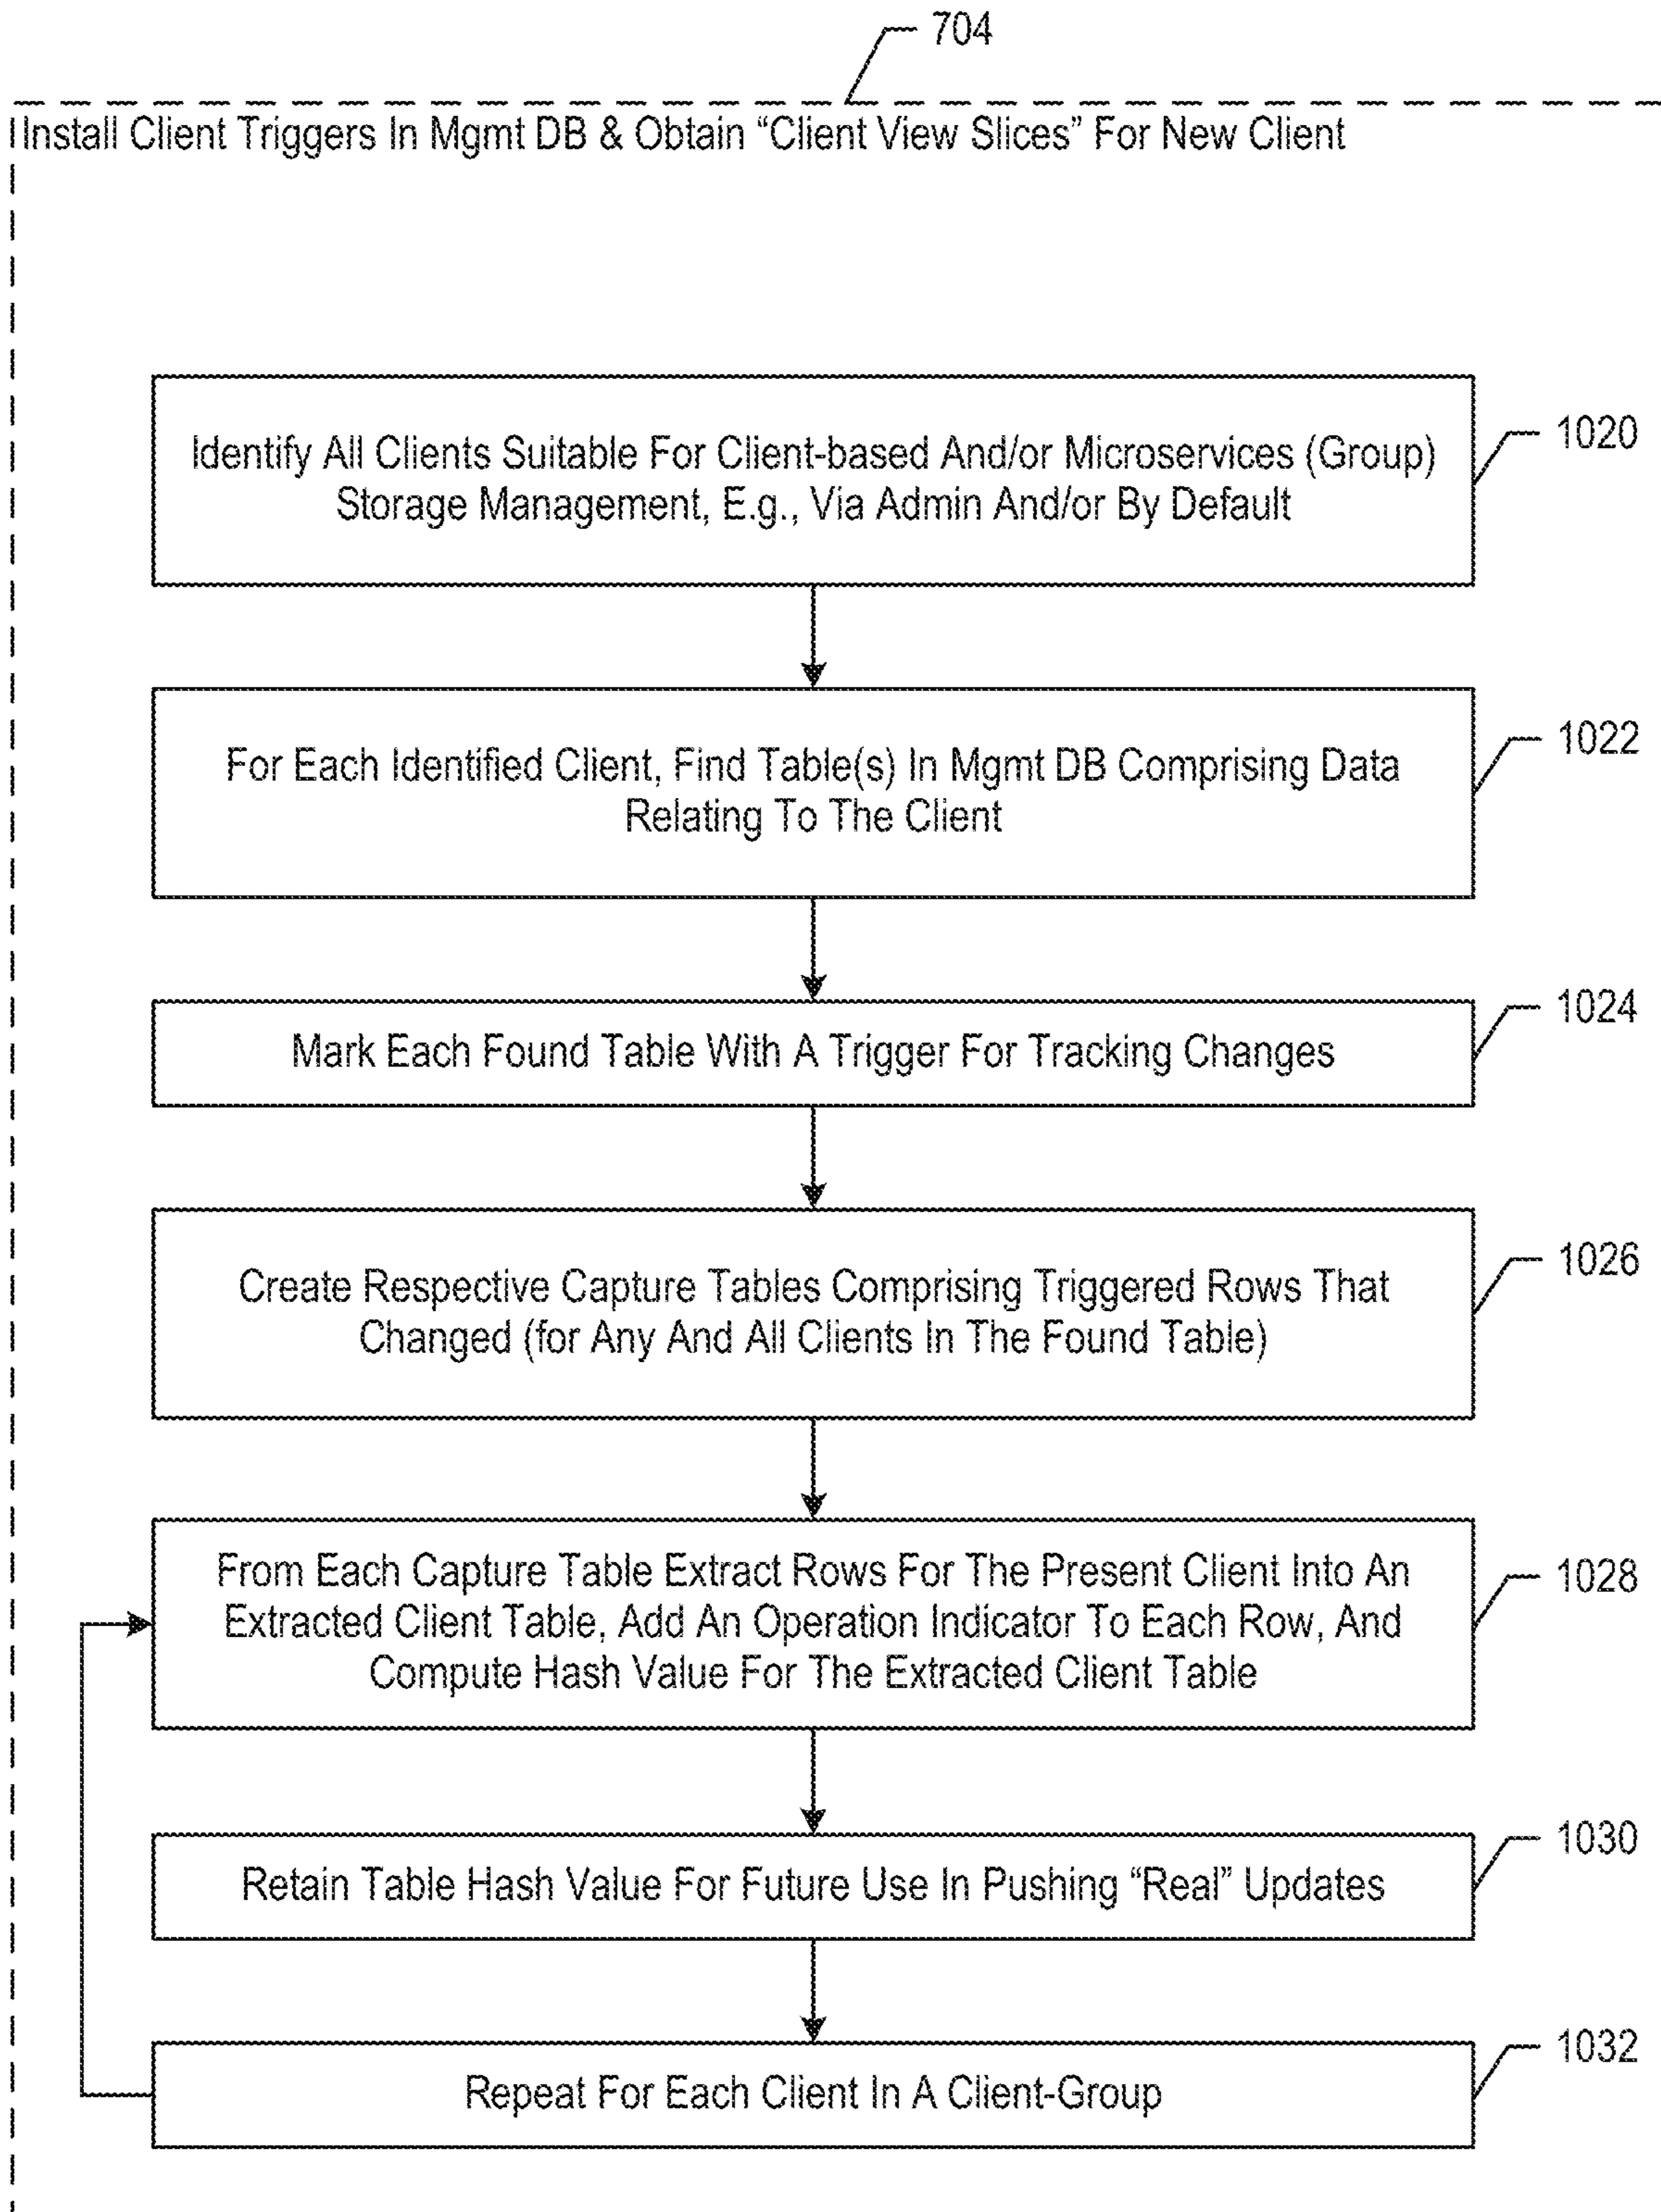 704
Install Client Triggers In Mgmt DB & Obtain “Client View Slices” For New Client
Identify All Clients Suitable For Client-based And/or Microservices (Group)
Storage Management, E.g., Via Admin And/or By Default
1020
For Each Identified Client, Find Table(s) In Mgmt DB Comprising Data
Relating To The Client
1022
Mark Each Found Table With A Trigger For Tracking Changes
1024
Create Respective Capture Tables Comprising Triggered Rows That
Changed (for Any And All Clients In The Found Table)
1026
From Each Capture Table Extract Rows For The Present Client Into An
Extracted Client Table, Add An Operation Indicator To Each Row, And
Compute Hash Value For The Extracted Client Table
1028
Retain Table Hash Value For Future Use In Pushing “Real” Updates
1030
Repeat For Each Client In A Client-Group
1032